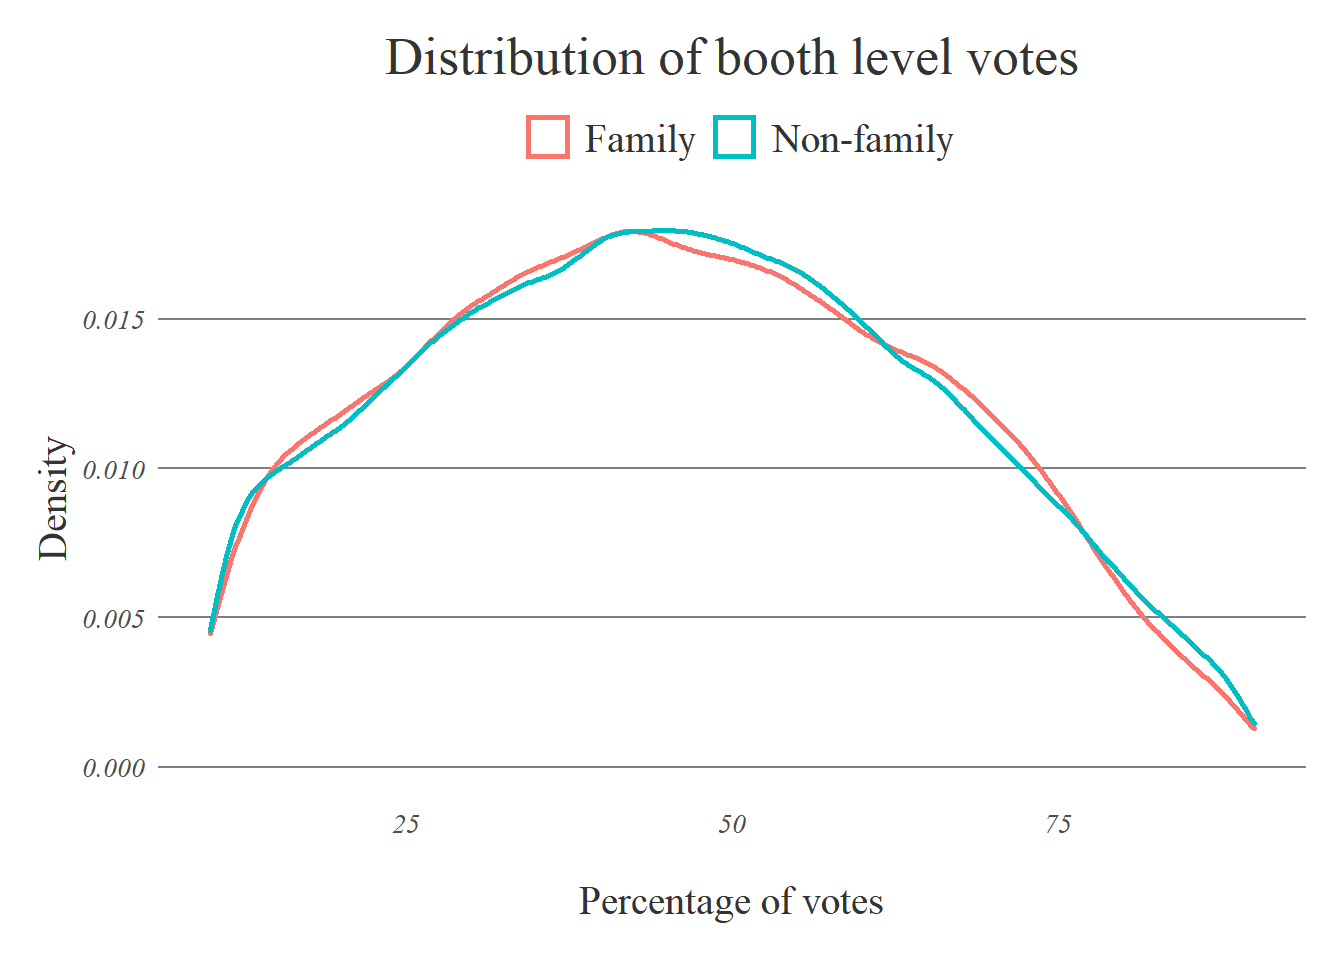 Distribution of booth level votes
Family Non-family
Density
0.015
0.010
0.005
0.000
25 50 75
Percentage of votes